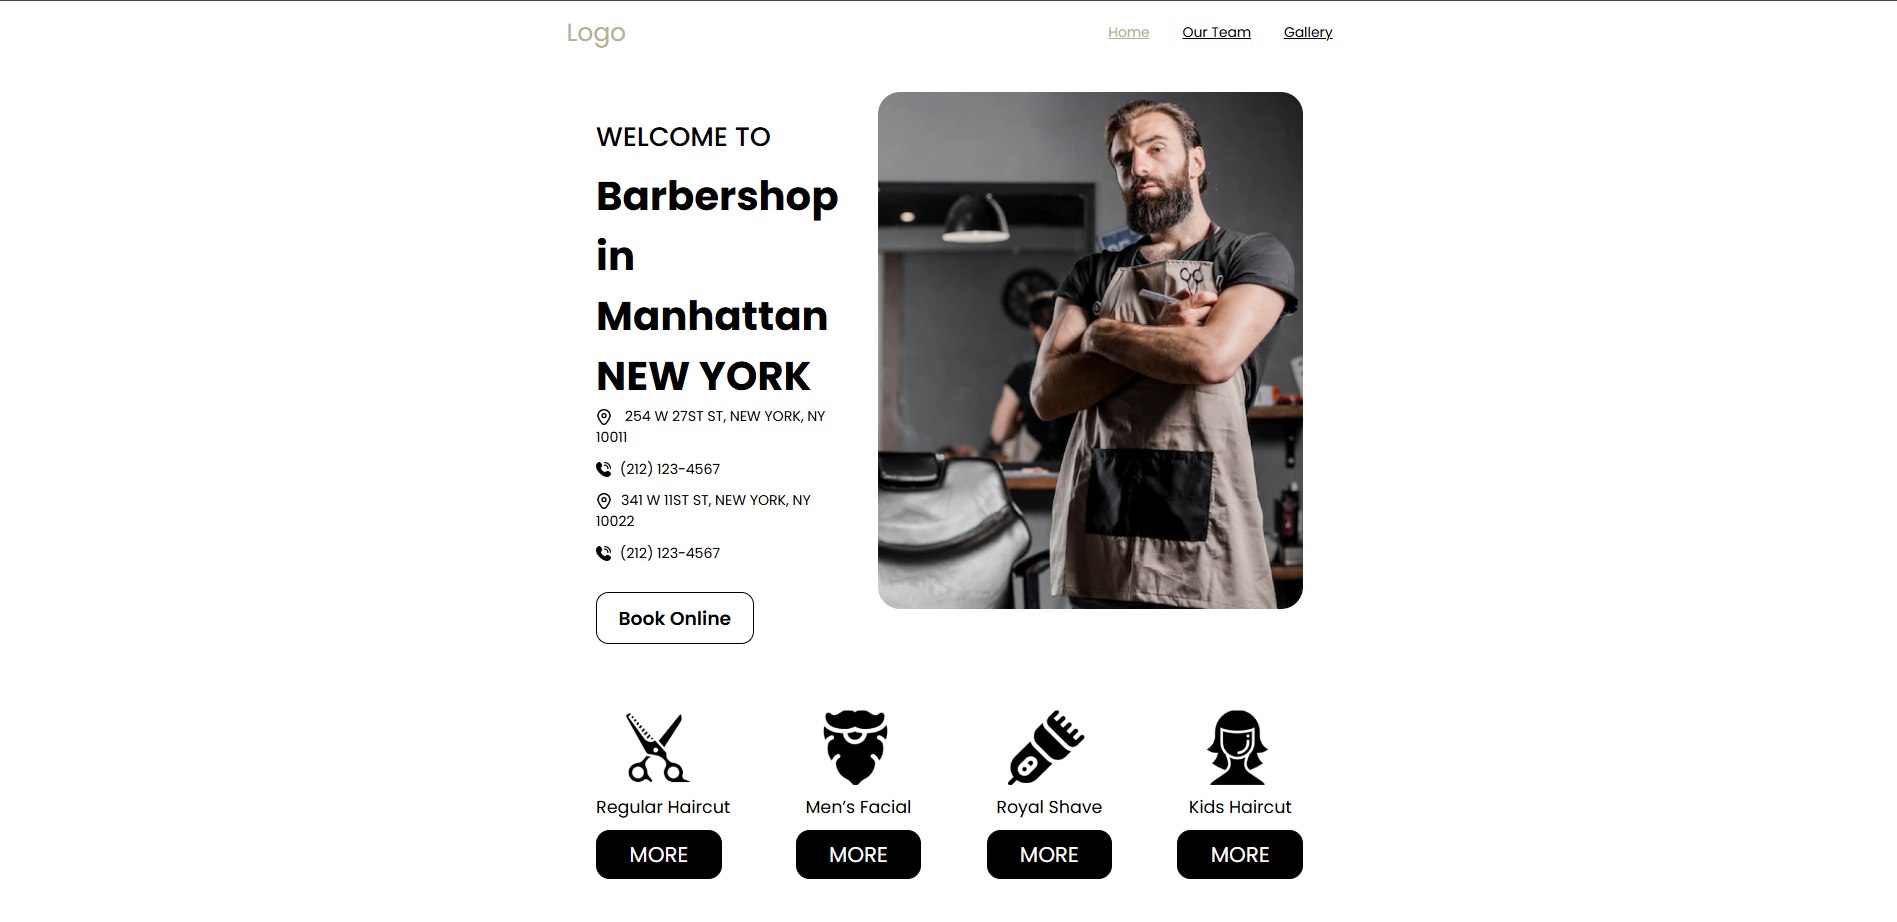 Logo
Home Our Team Gallery
WELCOME TO
Barbershop
in
Manhattan
NEW YORK
254 W 27ST ST, NEW YORK, NY
10011
(212) 123-4567
341 W 11ST ST, NEW YORK, NY
10022
(212) 123-4567
Book Online
Regular Haircut Men’s Facial Royal Shave Kids Haircut
MORE MORE MORE MORE